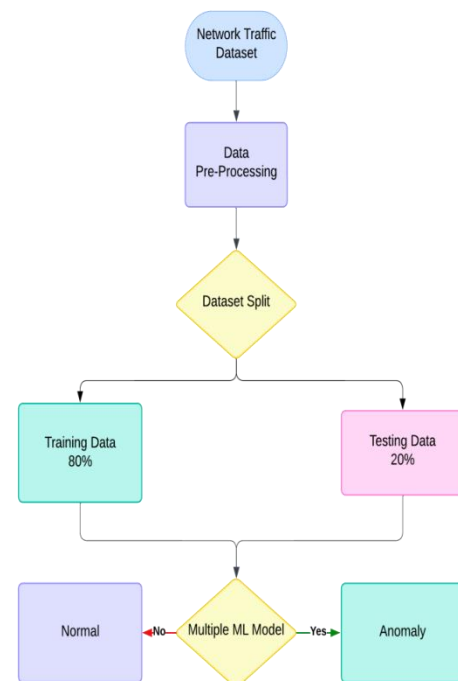 Network Traffic
Dataset
Data
Pre-Processing
Dataset Split
Training Data
80%
Testing Data
20%
Normal
No
Multiple ML Model
Yes
Anomaly